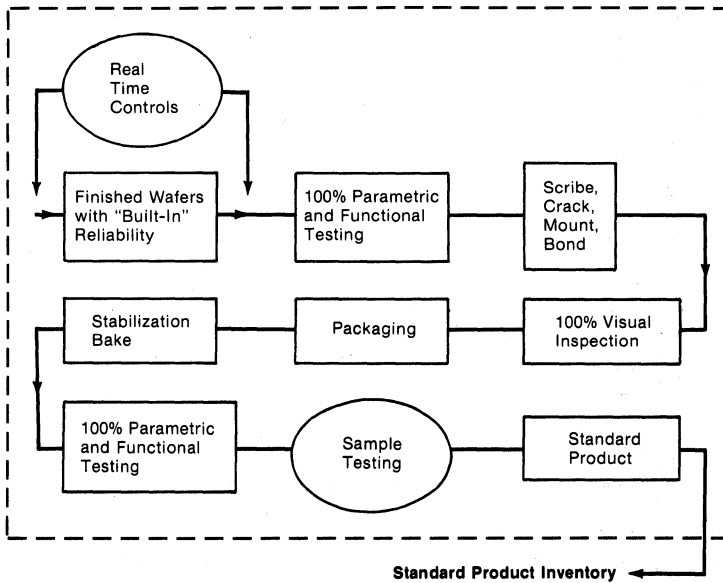 Real
Time
Controls
Finished Wafers
with "Built-In"
Reliability
100% Parametric
and Functional
Testing
Scribe,
Crack,
Mount,
Bond
Stabilization
Bake
Packaging
100% Visual
Inspection
100% Parametric
and Functional
Testing
Sample
Testing
Standard
Product
Standard Product Inventory